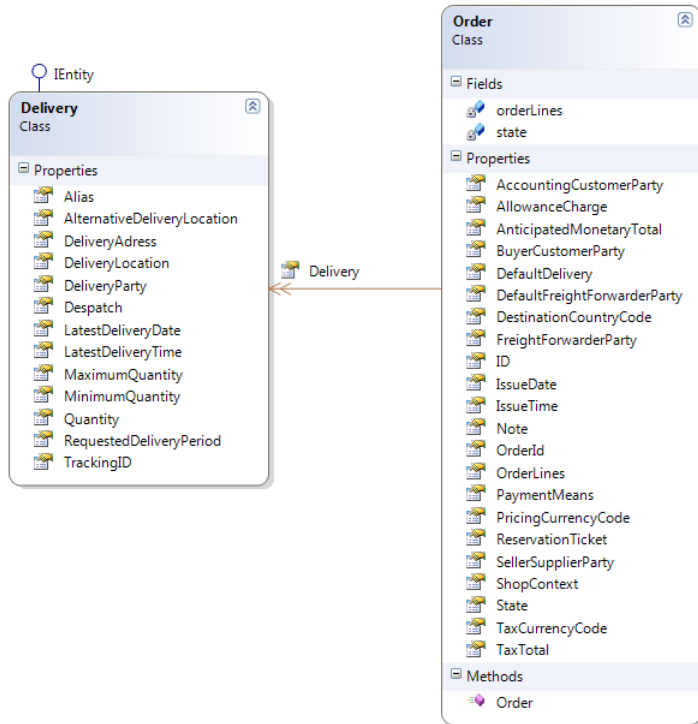 IEntity
Delivery
Class
Properties
Alias
AlternativeDeliveryLocation
DeliveryAdress
DeliveryLocation
DeliveryParty
Despatch
LatestDeliveryDate
LatestDeliveryTime
MaximumQuantity
MinimumQuantity
Quantity
RequestedDeliveryPeriod
TrackingID
Delivery
Order
Class
Fields
orderLines
state
Properties
AccountingCustomerParty
AllowanceCharge
AnticipatedMonetaryTotal
BuyerCustomerParty
DefaultDelivery
DefaultFreightForwarderParty
DestinationCountryCode
FreightForwarderParty
ID
IssueDate
IssueTime
Note
OrderId
OrderLines
PaymentMeans
PricingCurrencyCode
ReservationTicket
SellerSupplierParty
ShopContext
State
TaxCurrencyCode
TaxTotal
Methods
Order